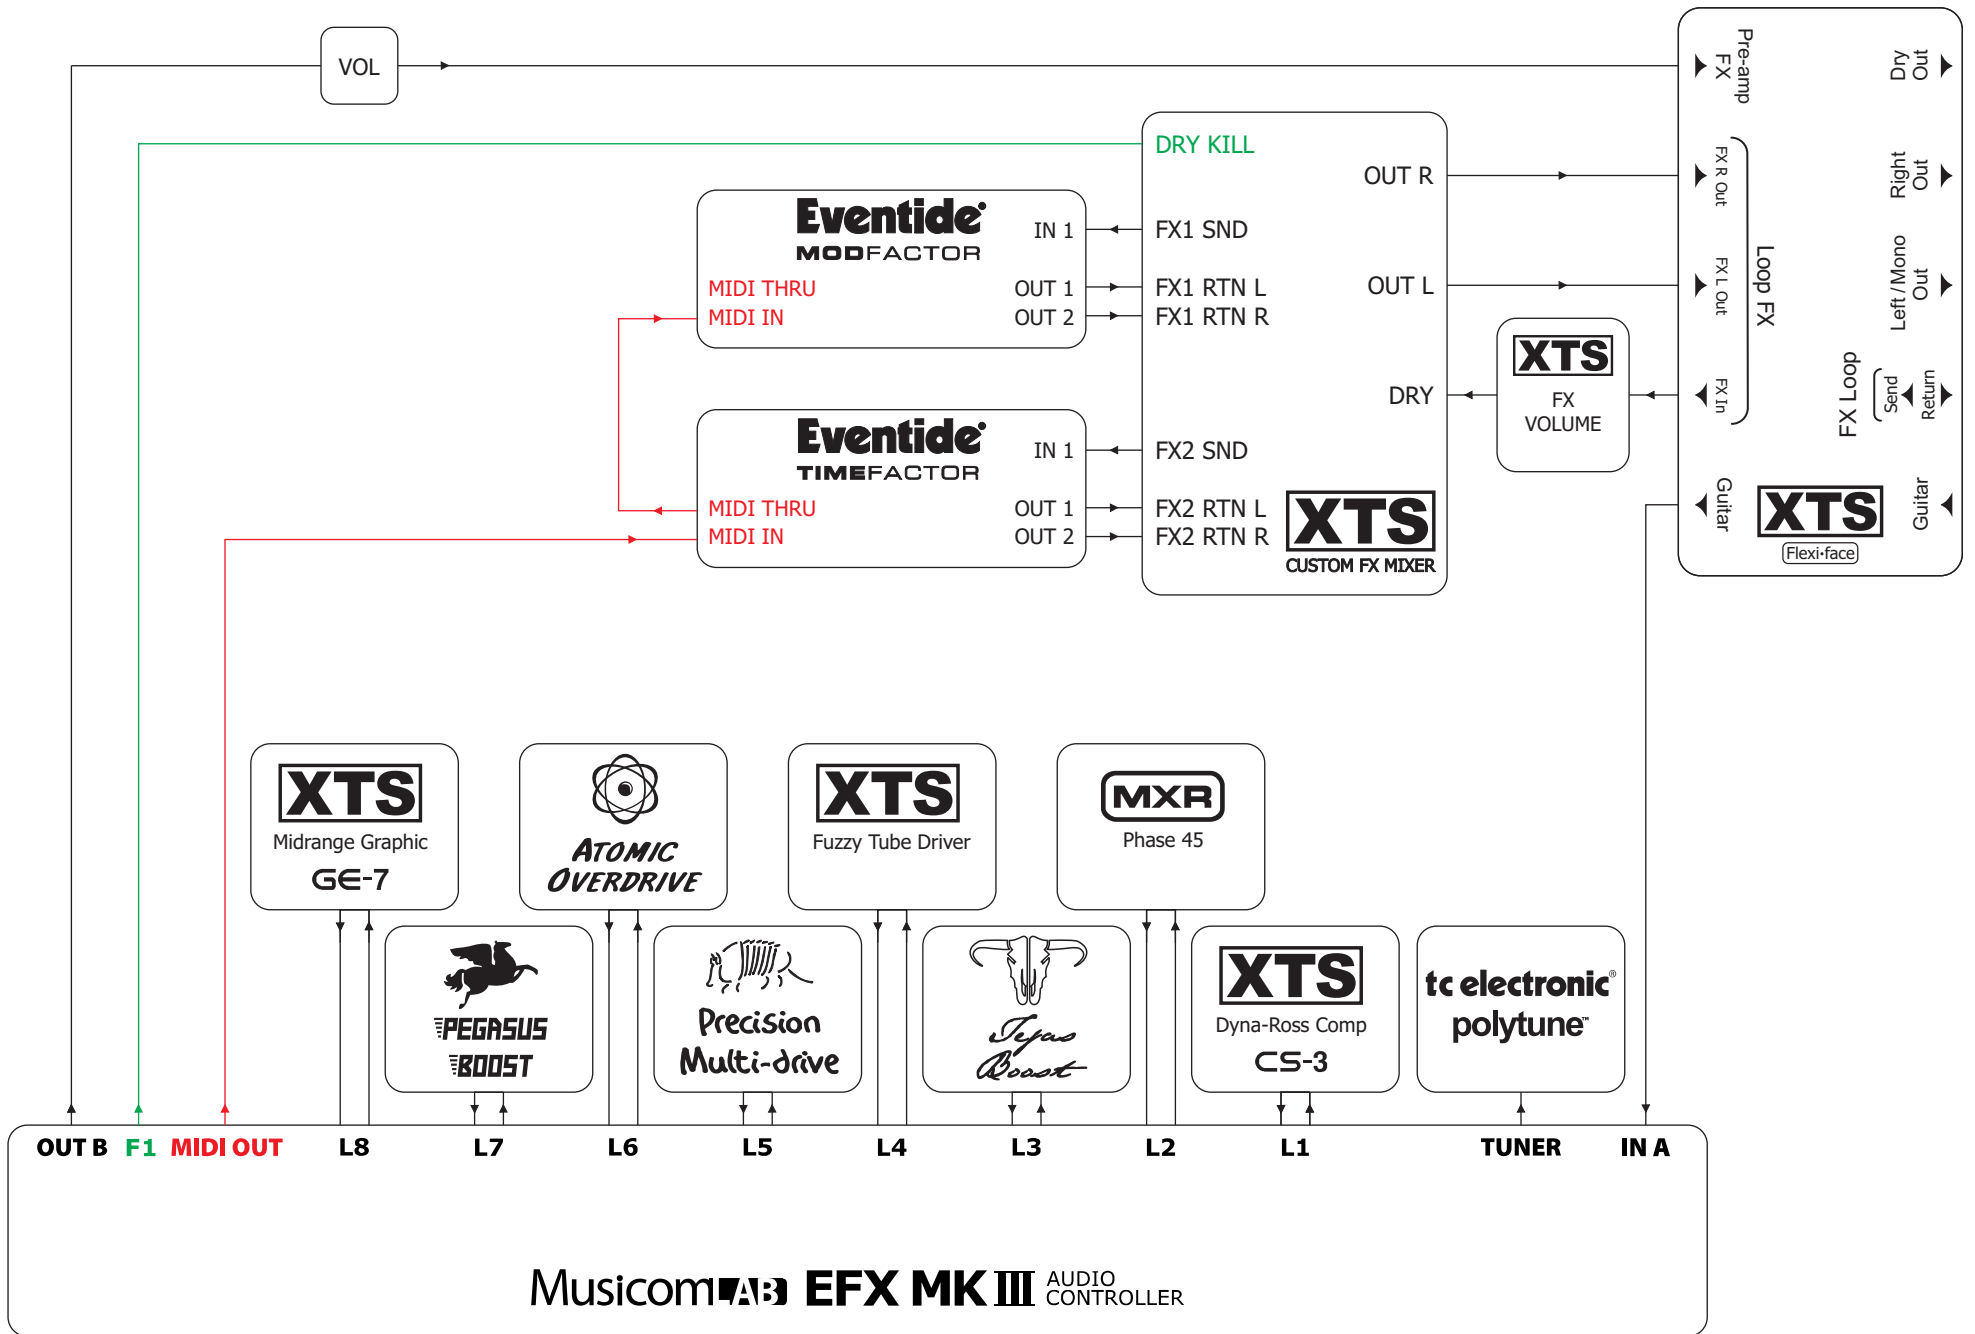 VOL
Pre-amp
FX
Dry
Out
DRY KILL
OUT R
FX R Out
Right
Out
Eventide
MODFACTOR
IN 1
FX1 SND
MIDI THRU
OUT 1
FX1 RTN L
MIDI IN
OUT 2
FX1 RTN R
OUT L
FX L Out
Loop FX
Left / Mono
Out
XTS
FX
VOLUME
DRY
FX In
FX Loop
Send
Return
Eventide
TIMEFACTOR
IN 1
FX2 SND
MIDI THRU
OUT 1
FX2 RTN L
MIDI IN
OUT 2
FX2 RTN R
XTS
CUSTOM FX MIXER
Guitar
XTS
Flexi•face
Guitar
XTS
Midrange Graphic
GE-7
ATOMIC
OVERDRIVE
XTS
Fuzzy Tube Driver
MXR
Phase 45
PEGASUS
BOOST
Precision
Multi-drive
Tejas
Boost
XTS
Dyna-Ross Comp
CS-3
tc electronic®
polytune™
OUT B
F1
MIDI OUT
L8
L7
L6
L5
L4
L3
L2
L1
TUNER
IN A
MusicomLAB EFX MK III AUDIO
CONTROLLER